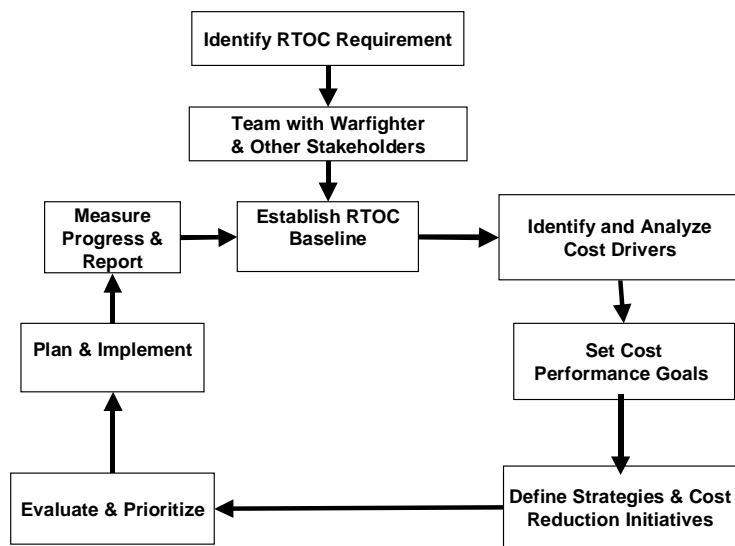 Identify RTOC Requirement
Team with Warfighter
& Other Stakeholders
Measure
Progress &
Report
Establish RTOC
Baseline
Identify and Analyze
Cost Drivers
Plan & Implement
Set Cost
Performance Goals
Evaluate & Prioritize
Define Strategies & Cost
Reduction Initiatives